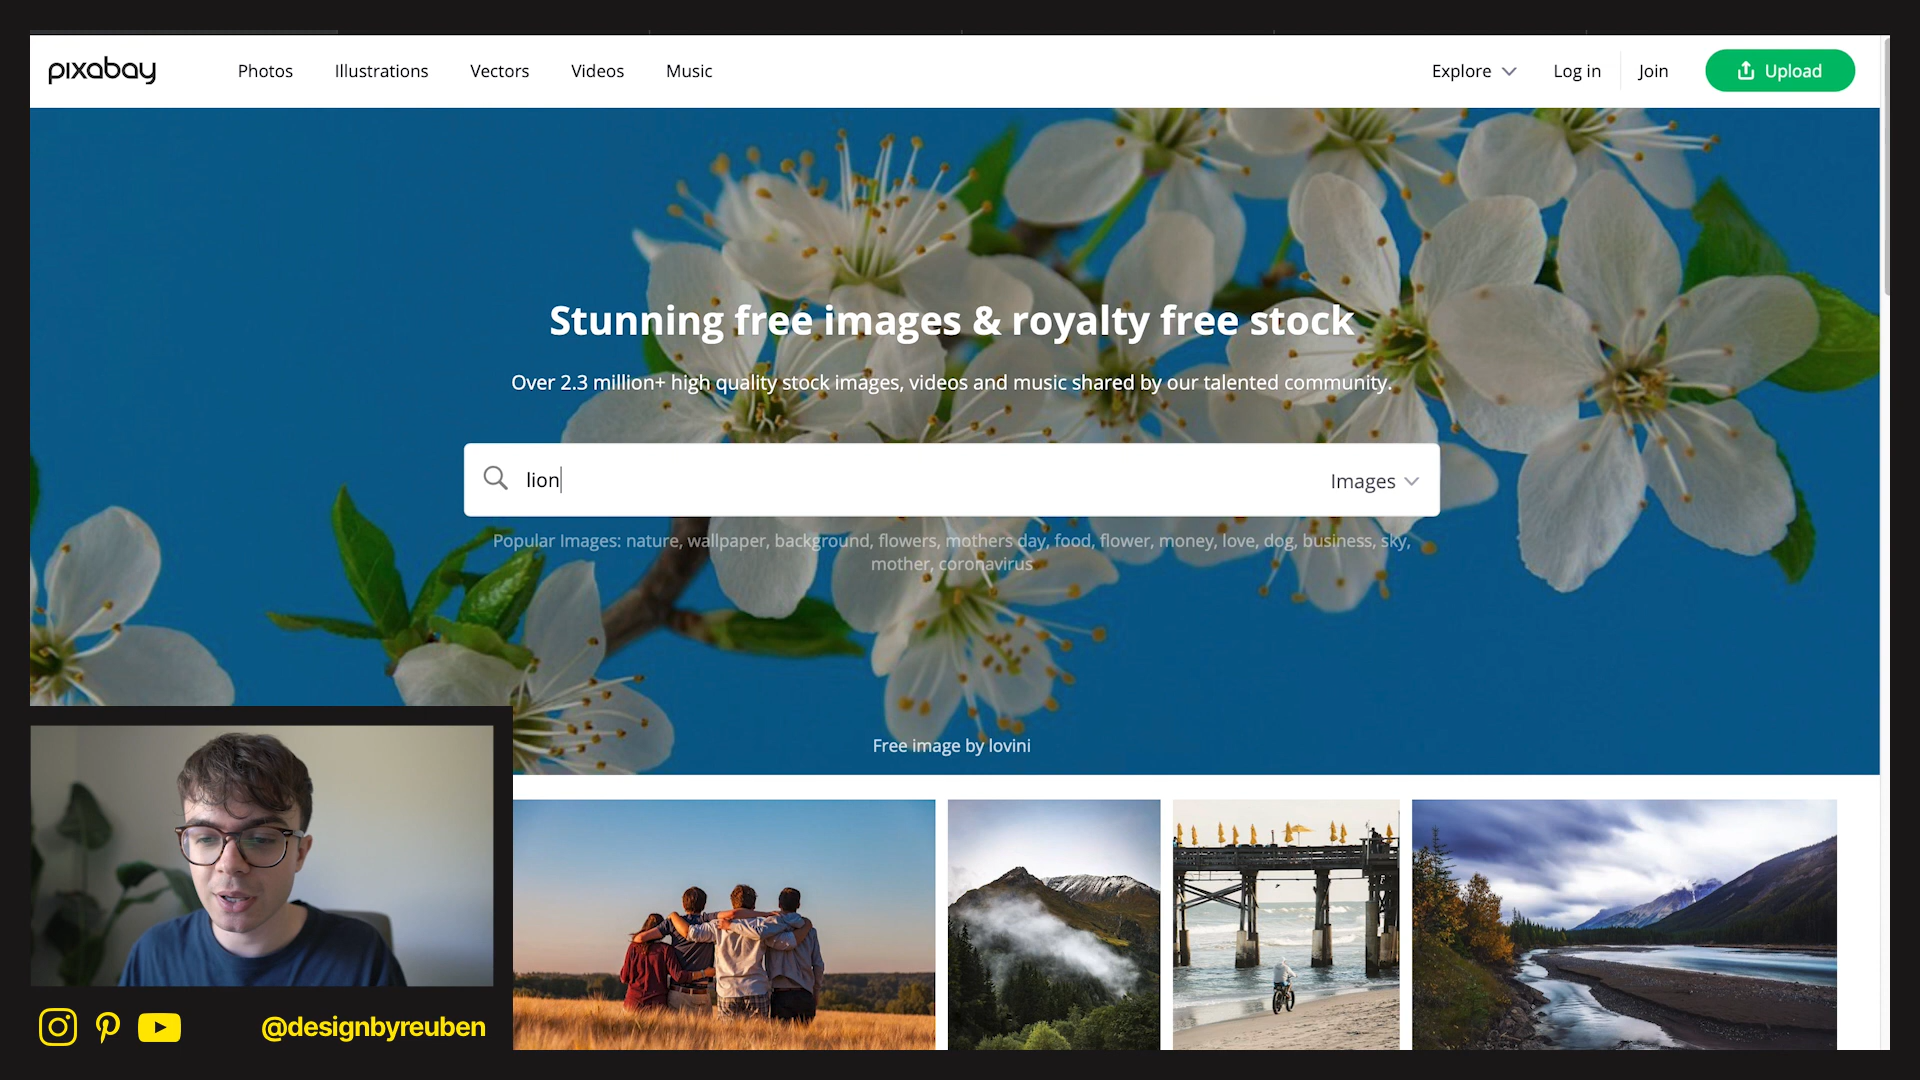 pixabay
Photos Illustrations Vectors Videos Music
Explore Log in Join Upload
Stunning free images & royalty free stock
Over 2.3 million+ high quality stock images, videos and music shared by our talented community.
lion Images
Popular Images: nature, wallpaper, background, flowers, mothers day, food, flower, money, love, dog, business, sky,
mother, coronavirus
Free image by lovini
@designbyreuben